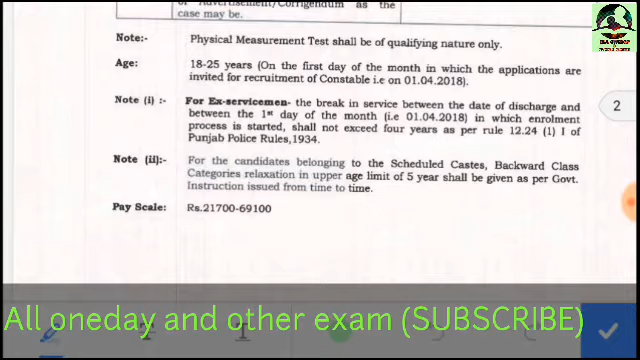 of Advertisement/Corrigendum as the
case may be.
Note:- Physical Measurement Test shall be of qualifying nature only.
Age: 18-25 years (On the first day of the month in which the applications are
invited for recruitment of Constable i.e on 01.04.2018).
Note (i) :- For Ex-servicemen- the break in service between the date of discharge and
between the 1st day of the month (i.e 01.04.2018) in which enrolment
process is started, shall not exceed four years as per rule 12.24 (1) I of
Punjab Police Rules,1934.
Note (ii):- For the candidates belonging to the Scheduled Castes, Backward Class
Categories relaxation in upper age limit of 5 year shall be given as per Govt.
Instruction issued from time to time.
Pay Scale: Rs.21700-69100
2
All oneday and other exam (SUBSCRIBE)